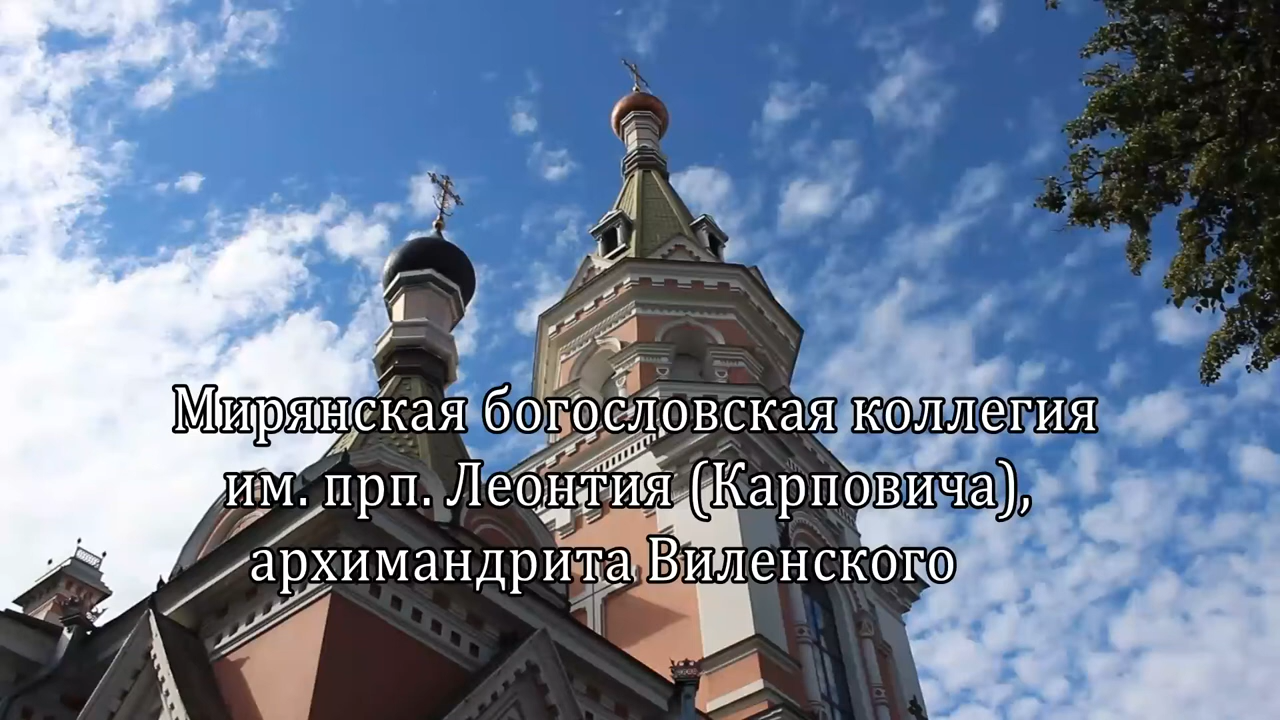 Мирянская богословская коллегия
им. прп. Леонтия (Карповича),
архимандрита Виленского